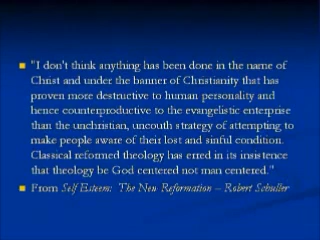 "I don't think anything has been done in the name of
Christ and under the banner of Christianity that has
proven more destructive to human personality and
hence counterproductive to the evangelistic enterprise
than the unchristian, uncouth strategy of attempting to
make people aware of their lost and sinful condition.
Classical reformed theology has erred in its insistence
that theology be God centered not man centered."
From Self Esteem: The New Reformation – Robert Schuller